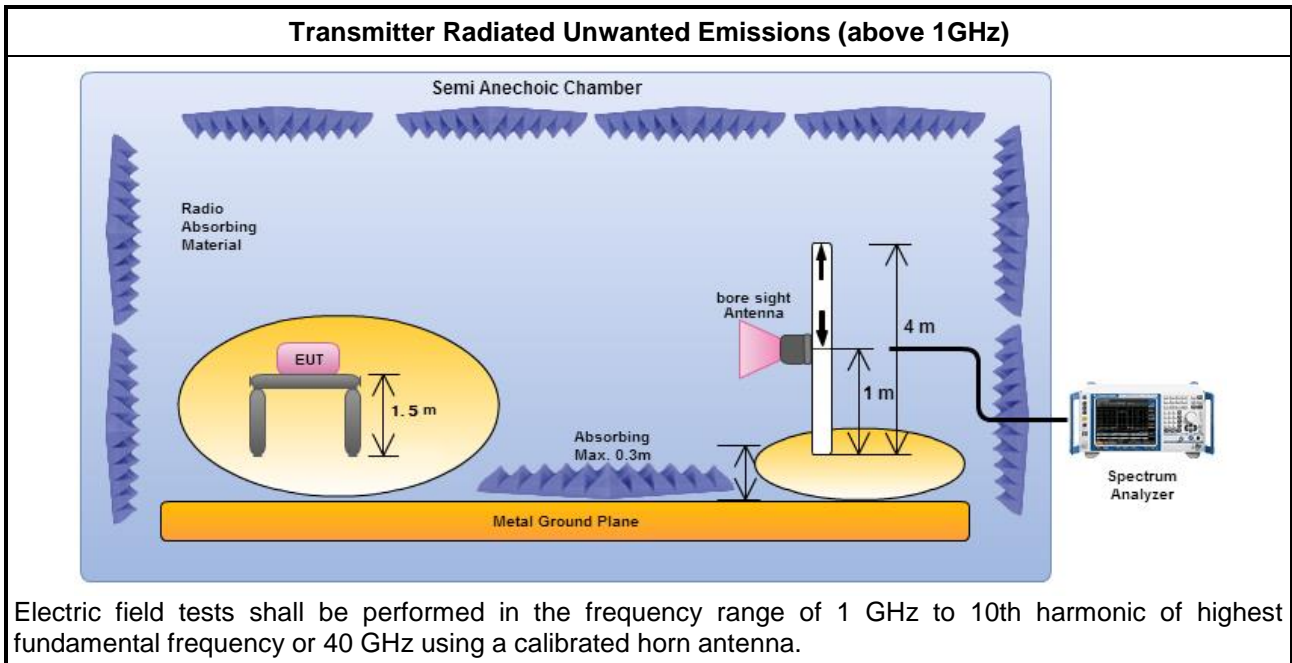 Transmitter Radiated Unwanted Emissions (above 1GHz)
Semi Anechoic Chamber
Radio
Absorbing
Material
bore sight
Antenna
4 m
EUT
1 m
1.5 m
Absorbing
Max. 0.3m
Spectrum
Analyzer
Metal Ground Plane
Electric field tests shall be performed in the frequency range of 1 GHz to 10th harmonic of highest
fundamental frequency or 40 GHz using a calibrated horn antenna.